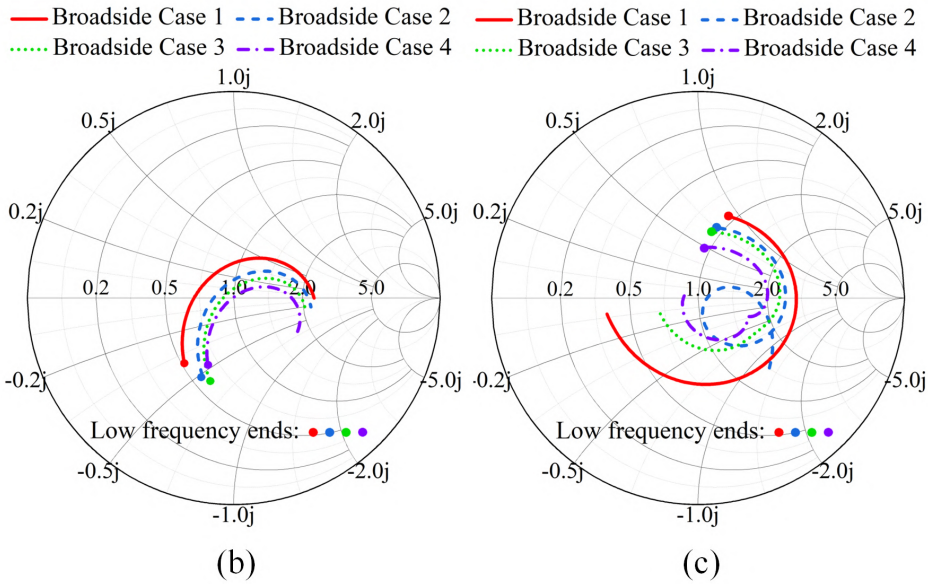 Broadside Case 1 Broadside Case 2
Broadside Case 3 Broadside Case 4
1.0j
0.5j 2.0j
0.2j 5.0j
0.2 0.5 1.0 2.0 5.0
-0.2j -5.0j
Low frequency ends:
-0.5j -2.0j
-1.0j
(b)
Broadside Case 1 Broadside Case 2
Broadside Case 3 Broadside Case 4
1.0j
0.5j 2.0j
0.2j 5.0j
0.2 0.5 1.0 2.0 5.0
-0.2j -5.0j
Low frequency ends:
-0.5j -2.0j
-1.0j
(c)